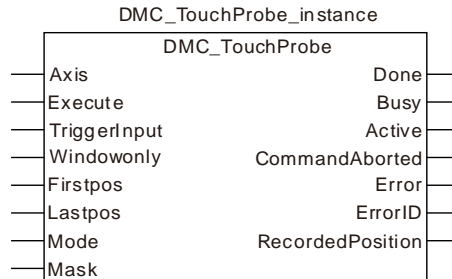 DMC_TouchProbe_instance
DMC_TouchProbe
Axis Done
Execute Busy
TriggerInput Active
Windowonly CommandAborted
Firstpos Error
Lastpos ErrorID
Mode RecordedPosition
Mask